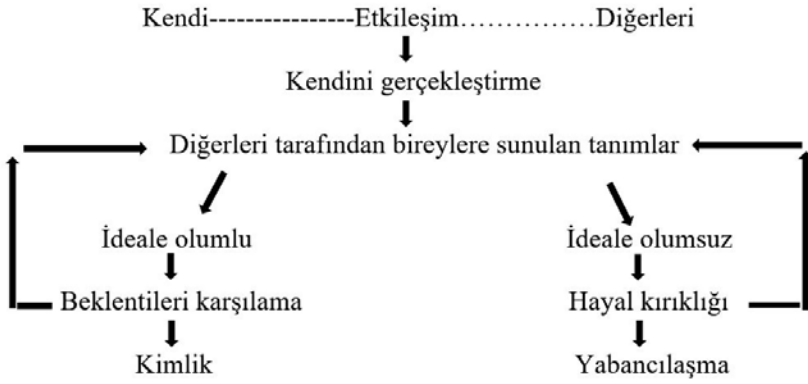 Kendi----------------Etkileşim……………Diğerleri
Kendini gerçekleştirme
Diğerleri tarafından bireylere sunulan tanımlar
İdeale olumlu İdeale olumsuz
Beklentileri karşılama Hayal kırıklığı
Kimlik Yabancılaşma